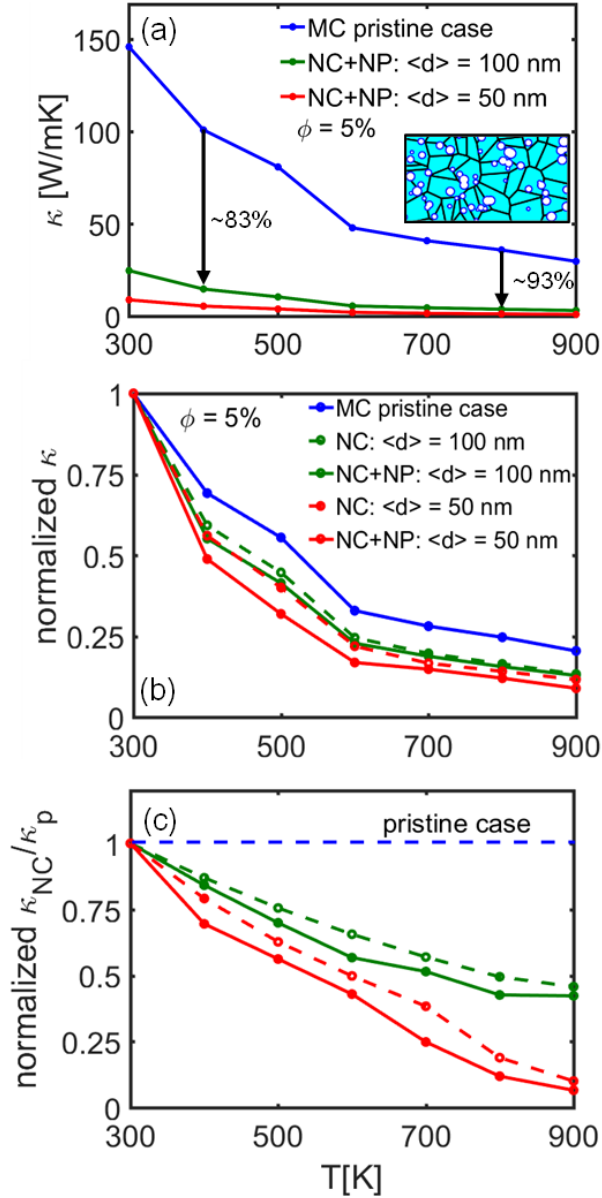 (a)
MC pristine case
NC+NP: <d> = 100 nm
NC+NP: <d> = 50 nm
ϕ = 5%
~83%
~93%
κ [W/mK]
150
100
50
0
300
500
700
900
(b)
ϕ = 5%
MC pristine case
NC: <d> = 100 nm
NC+NP: <d> = 100 nm
NC: <d> = 50 nm
NC+NP: <d> = 50 nm
normalized κ
1
0.75
0.5
0.25
0
300
500
700
900
(c)
pristine case
normalized κ_NC/κ_p
1
0.75
0.5
0.25
0
300
500
700
900
T[K]